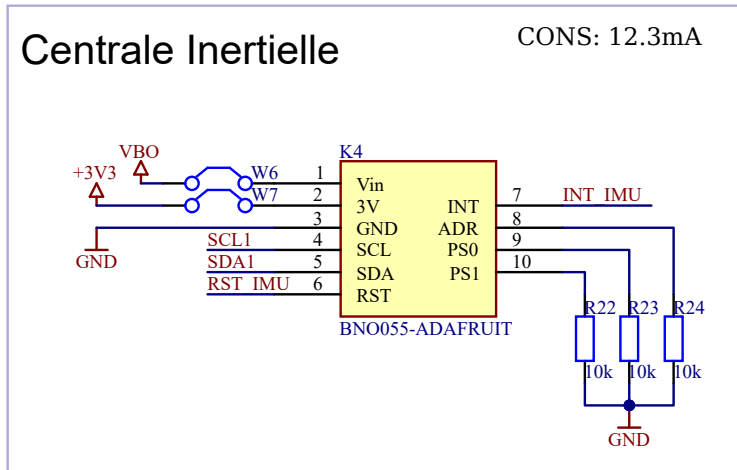 Centrale Inertielle
CONS: 12.3mA
K4
VBO
+3V3
W6
W7
GND
SCL1
SDA1
RST_IMU
1
2
3
4
5
6
Vin
3V
GND
SCL
SDA
RST
INT
ADR
PS0
PS1
7
8
9
10
INT_IMU
BNO055-ADAFRUIT
R22
R23
R24
10k
10k
10k
GND